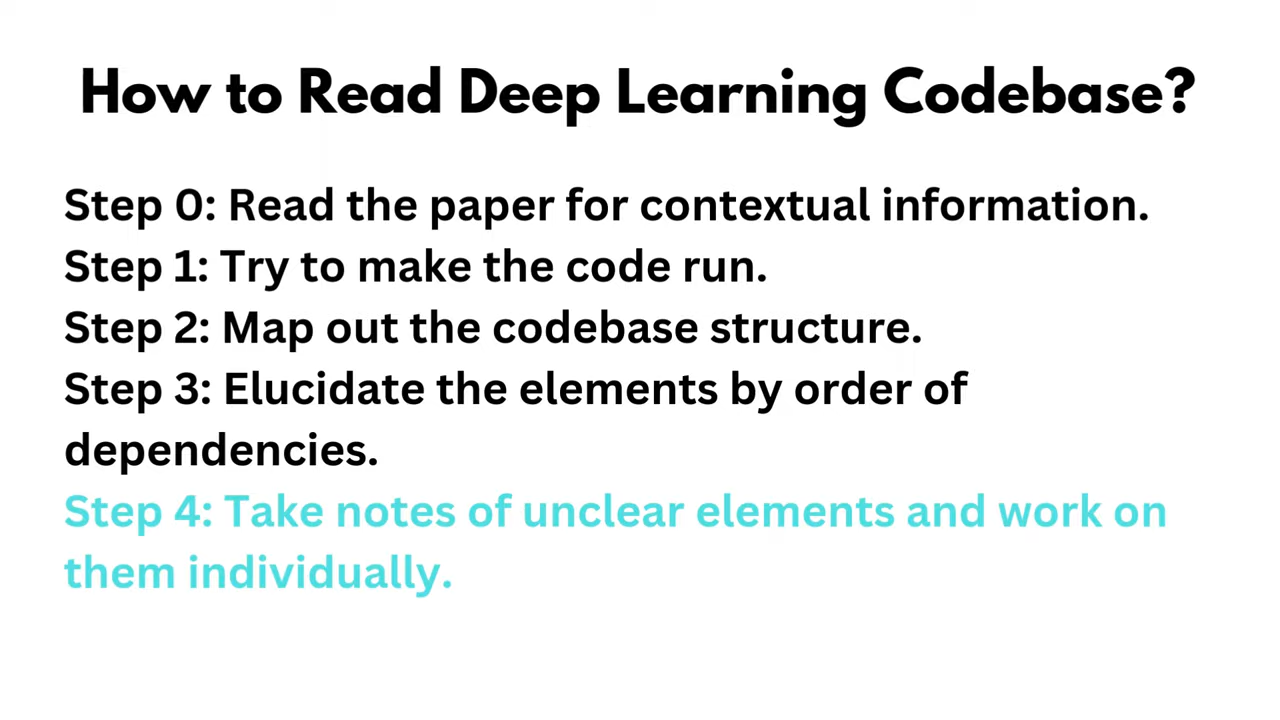 How to Read Deep Learning Codebase?
Step 0: Read the paper for contextual information.
Step 1: Try to make the code run.
Step 2: Map out the codebase structure.
Step 3: Elucidate the elements by order of
dependencies.
Step 4: Take notes of unclear elements and work on
them individually.